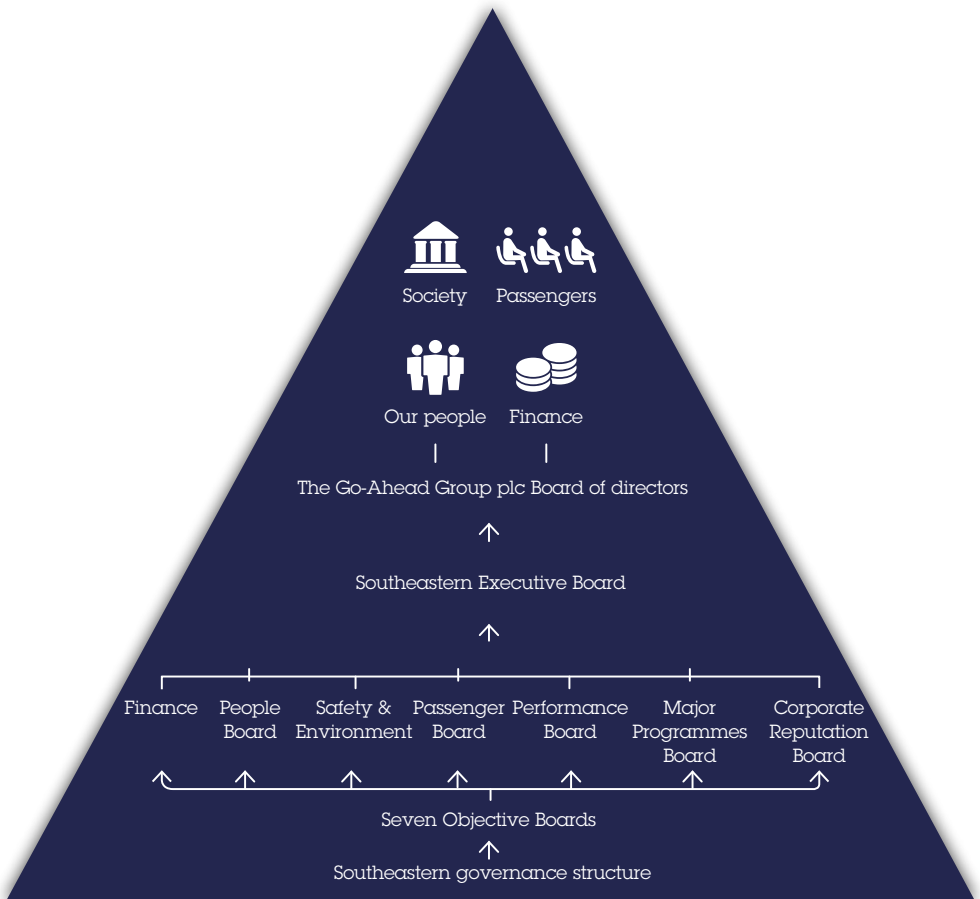 Society Passengers
Our people Finance
The Go-Ahead Group plc Board of directors
Southeastern Executive Board
Finance
People
Board
Safety &
Environment
Passenger
Board
Performance
Board
Major
Programmes
Board
Corporate
Reputation
Board
Seven Objective Boards
Southeastern governance structure